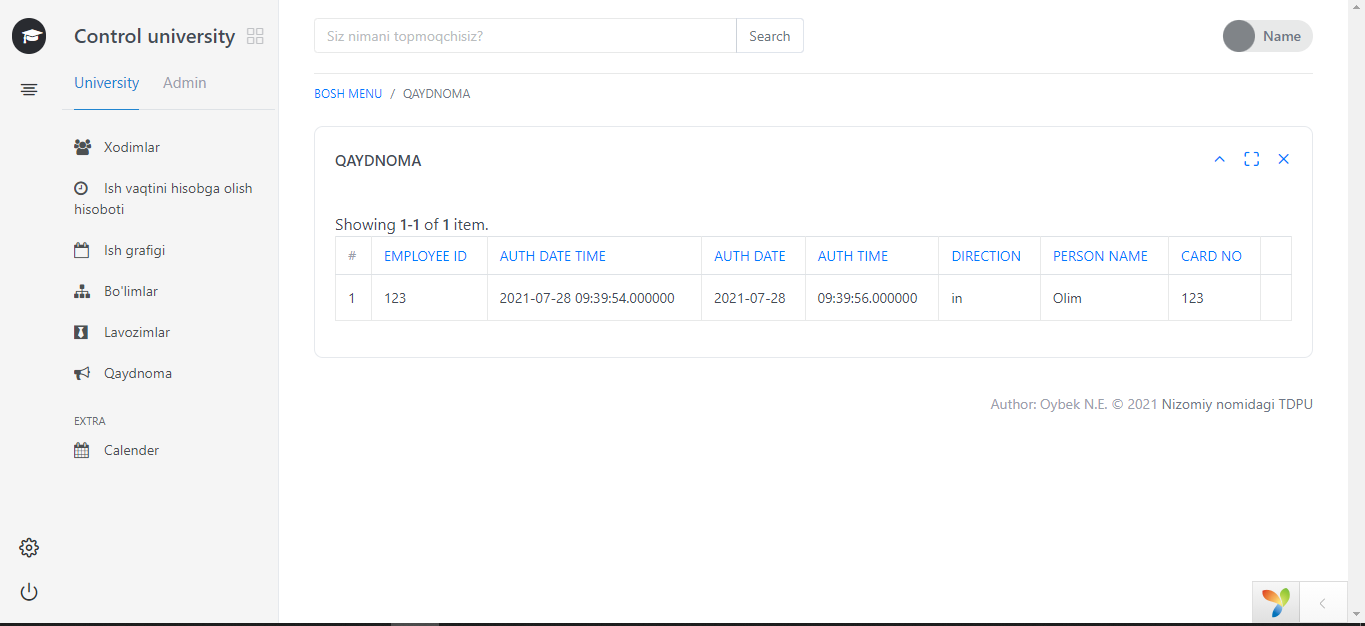 Control university
University Admin
Xodimlar
Ish vaqtini hisobga olish
hisoboti
Ish grafigi
Bo'limlar
Lavozimlar
Qaydnoma
EXTRA
Calender
Siz nimani topmoqchisiz? Search
Name
BOSH MENU / QAYDNOMA
QAYDNOMA
Showing 1-1 of 1 item.
# EMPLOYEE ID AUTH DATE TIME AUTH DATE AUTH TIME DIRECTION PERSON NAME CARD NO
1 123 2021-07-28 09:39:54.000000 2021-07-28 09:39:56.000000 in Olim 123
Author: Oybek N.E. © 2021 Nizomiy nomidagi TDPU